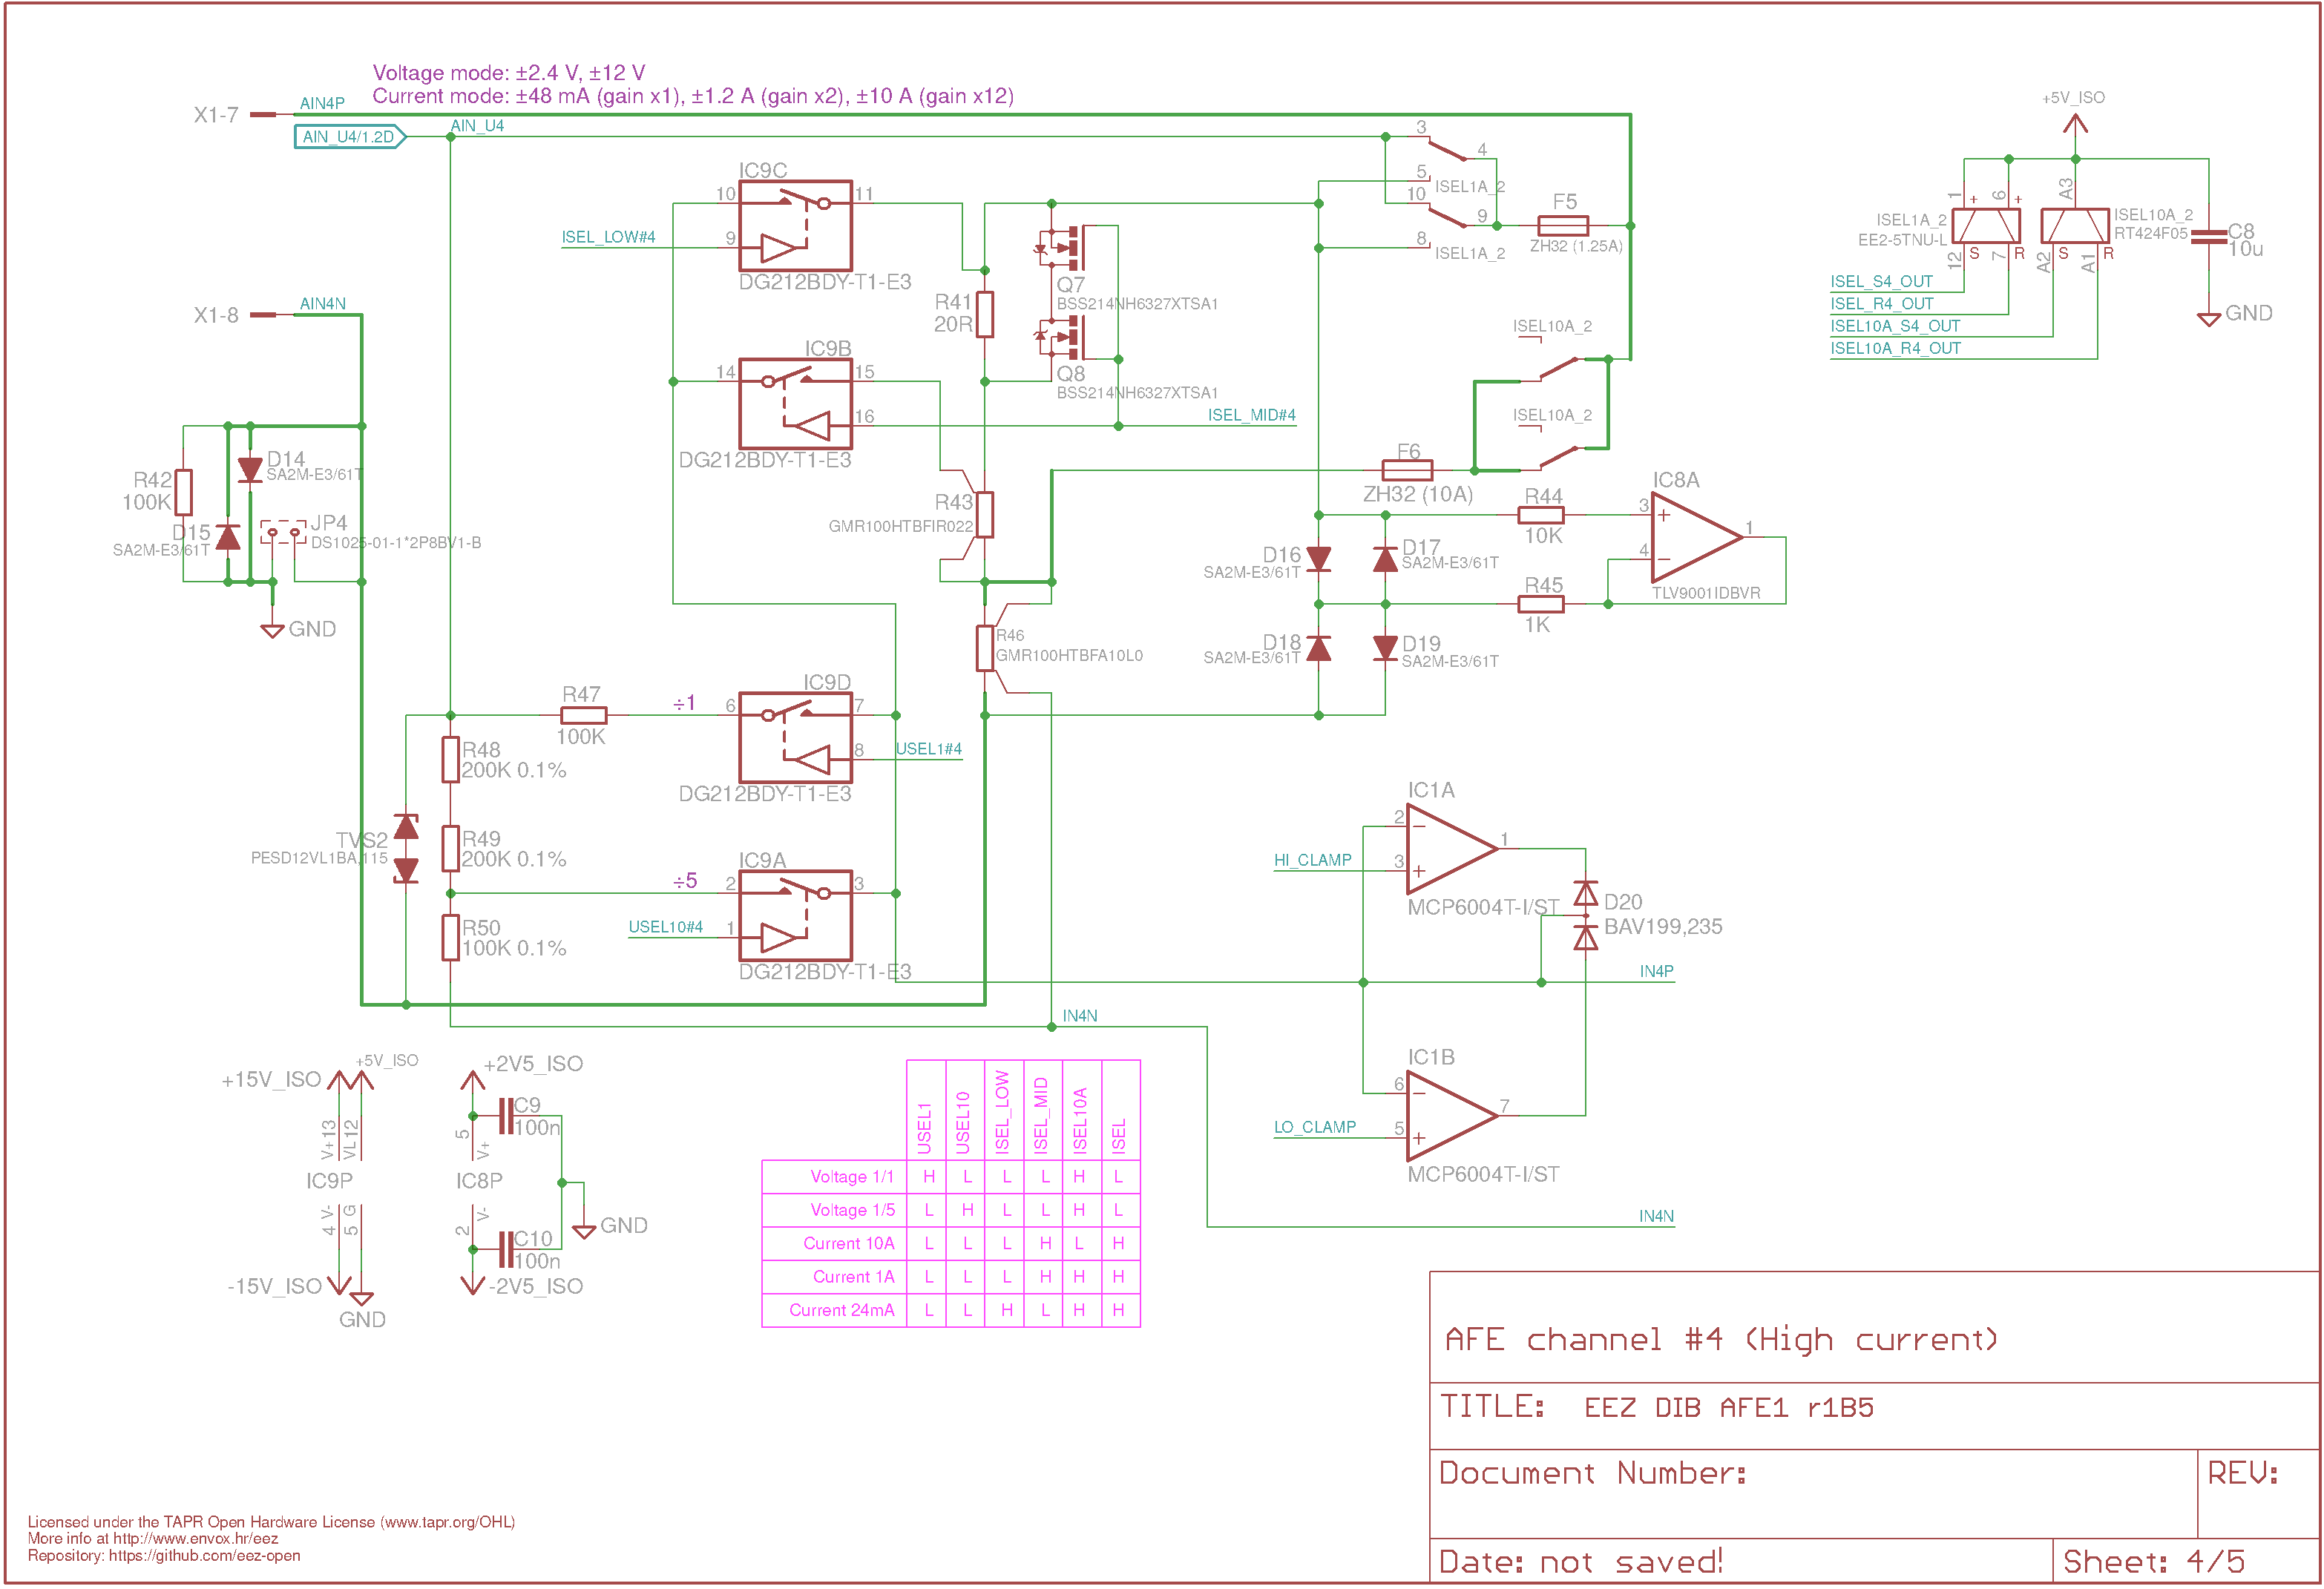 Voltage mode: ±2.4 V, ±12 V
Current mode: ±48 mA (gain x1), ±1.2 A (gain x2), ±10 A (gain x12)
X1-7
AIN4P
AIN_U4/1.2D
AIN_U4
X1-8
AIN4N
IC9C
10
11
9
ISEL_LOW#4
DG212BDY-T1-E3
IC9B
14
15
16
DG212BDY-T1-E3
R41
20R
Q7
BSS214NH6327XTSA1
Q8
BSS214NH6327XTSA1
ISEL_MID#4
3
4
5
ISEL1A_2
10
9
8
ISEL1A_2
F5
ZH32 (1.25A)
ISEL10A_2
ISEL10A_2
F6
ZH32 (10A)
+5V_ISO
1
+
6
+
A3
ISEL1A_2
EE2-5TNU-L
ISEL10A_2
RT424F05
12
S
7
R
A2
S
A1
R
C8
10u
GND
ISEL_S4_OUT
ISEL_R4_OUT
ISEL10A_S4_OUT
ISEL10A_R4_OUT
R42
100K
D14
SA2M-E3/61T
D15
SA2M-E3/61T
JP4
DS1025-01-1*2P8BV1-B
GND
R43
GMR100HTBFIR022
R46
GMR100HTBFA10L0
D16
SA2M-E3/61T
D17
SA2M-E3/61T
D18
SA2M-E3/61T
D19
SA2M-E3/61T
R44
10K
R45
1K
IC8A
3
+
4
−
1
TLV9001IDBVR
R47
100K
÷1
IC9D
6
7
8
USEL1#4
DG212BDY-T1-E3
R48
200K 0.1%
R49
200K 0.1%
R50
100K 0.1%
TVS2
PESD12VL1BA,115
÷5
IC9A
2
3
1
USEL10#4
DG212BDY-T1-E3
IC1A
2
−
3
+
1
HI_CLAMP
MCP6004T-I/ST
D20
BAV199,235
IN4P
IN4N
IC1B
6
−
5
+
7
LO_CLAMP
MCP6004T-I/ST
IN4N
+15V_ISO
+5V_ISO
V+ 13
VL 12
IC9P
4 V-
5 G
-15V_ISO
GND
+2V5_ISO
C9
100n
5
V+
IC8P
2
V-
C10
100n
-2V5_ISO
GND
USEL1 USEL10 ISEL_LOW ISEL_MID ISEL10A ISEL
Voltage 1/1 H L L L H L
Voltage 1/5 L H L L H L
Current 10A L L L H L H
Current 1A L L L H H H
Current 24mA L L H L H H
AFE channel #4 (High current)
TITLE: EEZ DIB AFE1 r1B5
Document Number:
REV:
Date: not saved!
Sheet: 4/5
Licensed under the TAPR Open Hardware License (www.tapr.org/OHL)
More info at http://www.envox.hr/eez
Repository: https://github.com/eez-open